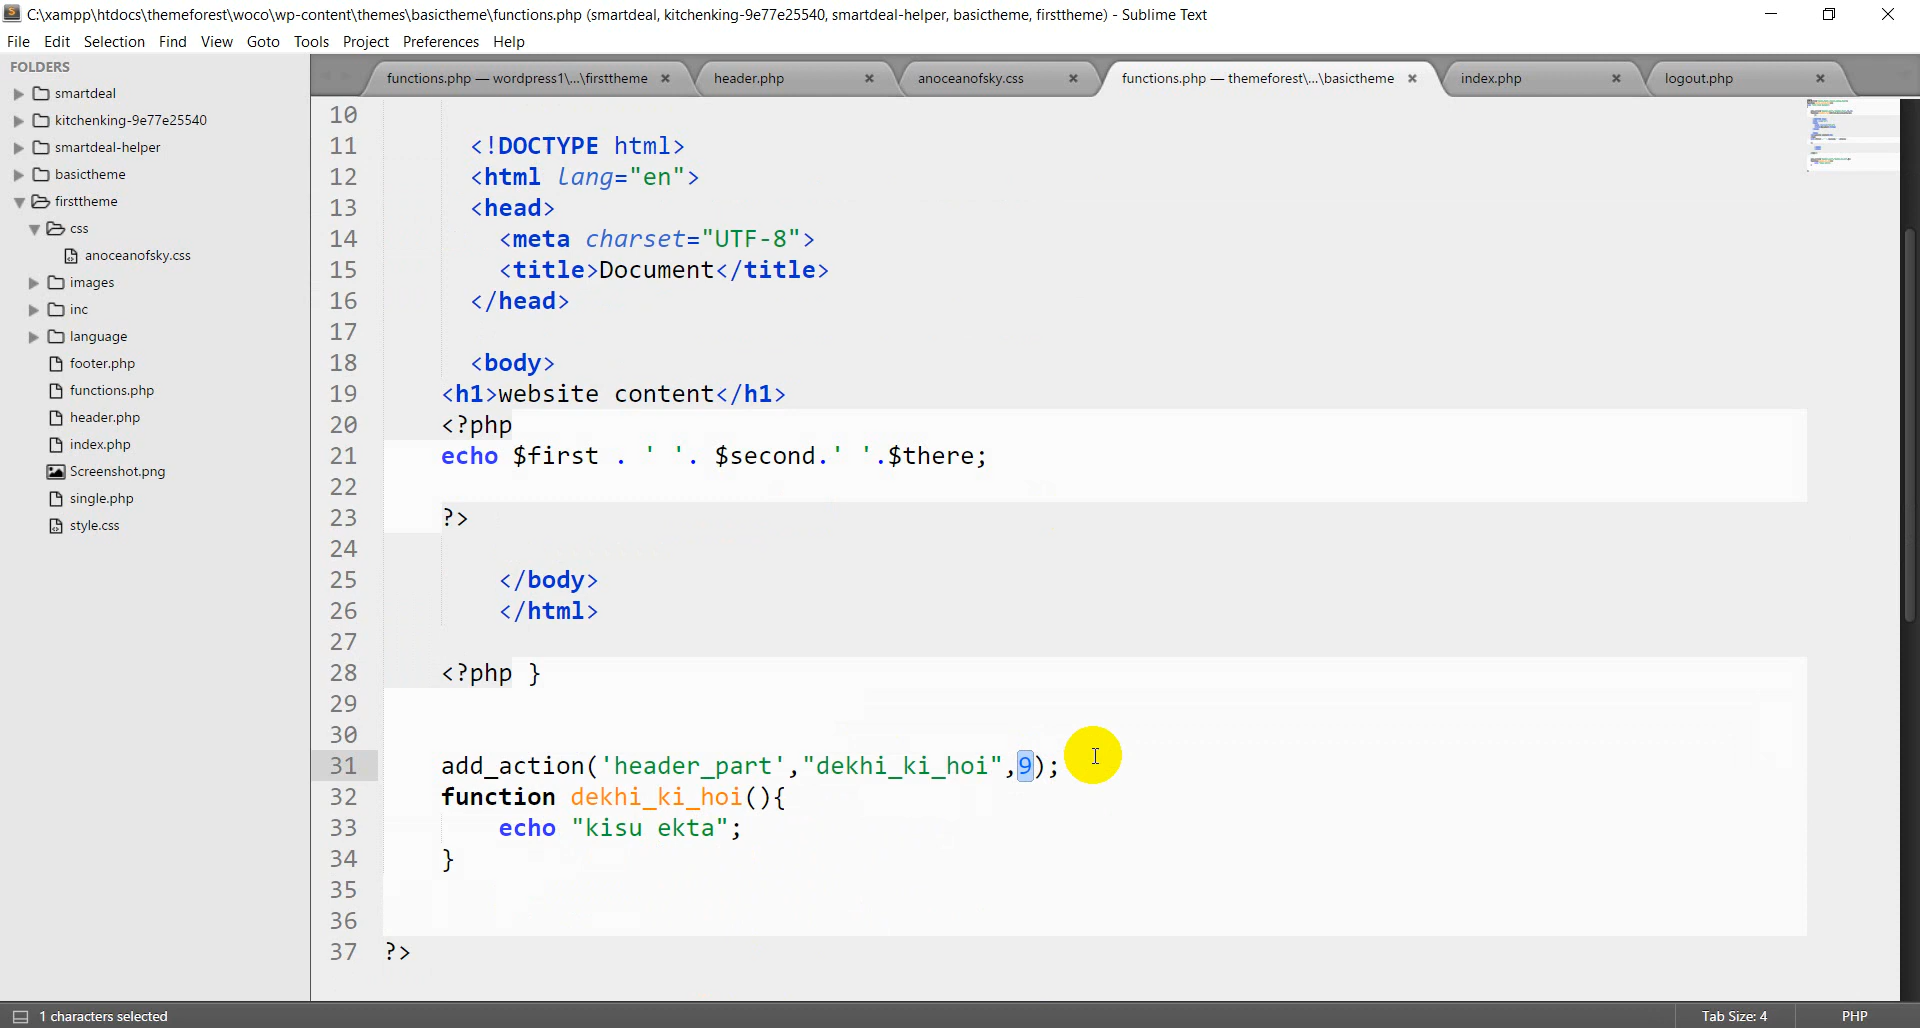 C:\xampp\htdocs\themeforest\woco\wp-content\themes\basictheme\functions.php (smartdeal, kitchenking-9e77e25540, smartdeal-helper, basictheme, firsttheme) - Sublime Text
File Edit Selection Find View Goto Tools Project Preferences Help
FOLDERS
smartdeal
kitchenking-9e77e25540
smartdeal-helper
basictheme
firsttheme
css
anoceanofsky.css
images
inc
language
footer.php
functions.php
header.php
index.php
Screenshot.png
single.php
style.css
functions.php — wordpress1\...\firsttheme × header.php × anoceanofsky.css × functions.php — themeforest\...\basictheme × index.php × logout.php ×
10
11 <!DOCTYPE html>
12 <html lang="en">
13 <head>
14 <meta charset="UTF-8">
15 <title>Document</title>
16 </head>
17
18 <body>
19 <h1>website content</h1>
20 <?php
21 echo $first . ' '. $second.' '.$there;
22
23 ?>
24
25 </body>
26 </html>
27
28 <?php }
29
30
31 add_action('header_part',"dekhi_ki_hoi",9);
32 function dekhi_ki_hoi(){
33 echo "kisu ekta";
34 }
35
36
37 ?>
1 characters selected Tab Size: 4 PHP